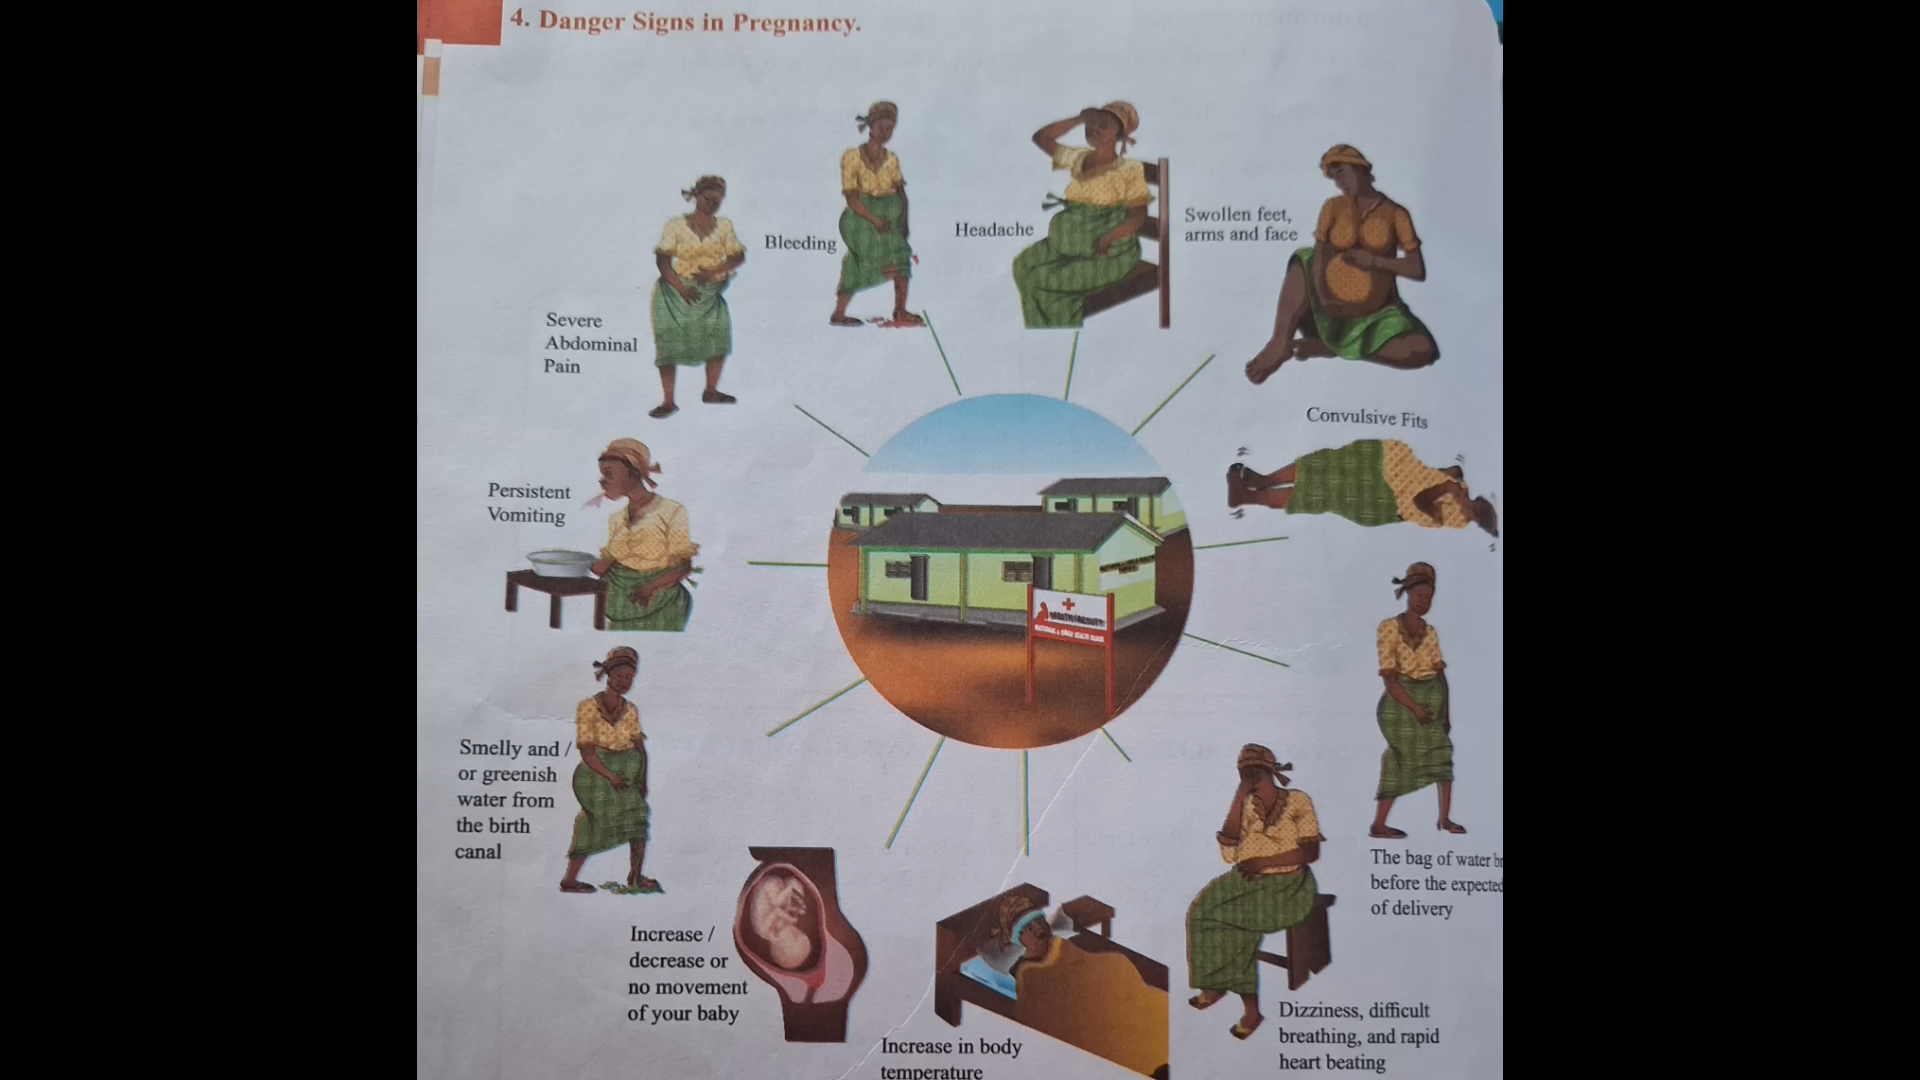 4. Danger Signs in Pregnancy.
Bleeding
Headache
Swollen feet,
arms and face
Severe
Abdominal
Pain
Convulsive Fits
Persistent
Vomiting
Smelly and /
or greenish
water from
the birth
canal
The bag of water
before the expected
of delivery
Increase /
decrease or
no movement
of your baby
Dizziness, difficult
breathing, and rapid
heart beating
Increase in body
temperature